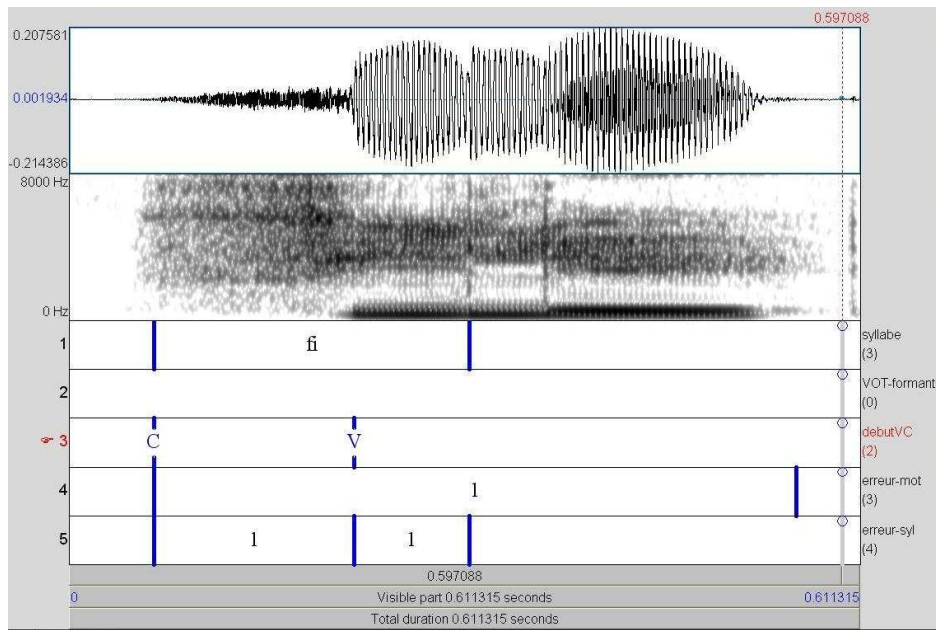 0.597088
0.207581
0.001934
-0.214386
8000 Hz
0 Hz
1 fi syllabe
(3)
2 VOT-formant
(0)
3 C V debutVC
(2)
4 1 erreur-mot
(3)
5 1 1 erreur-syl
(4)
0.597088
0 Visible part 0.611315 seconds 0.611315
Total duration 0.611315 seconds